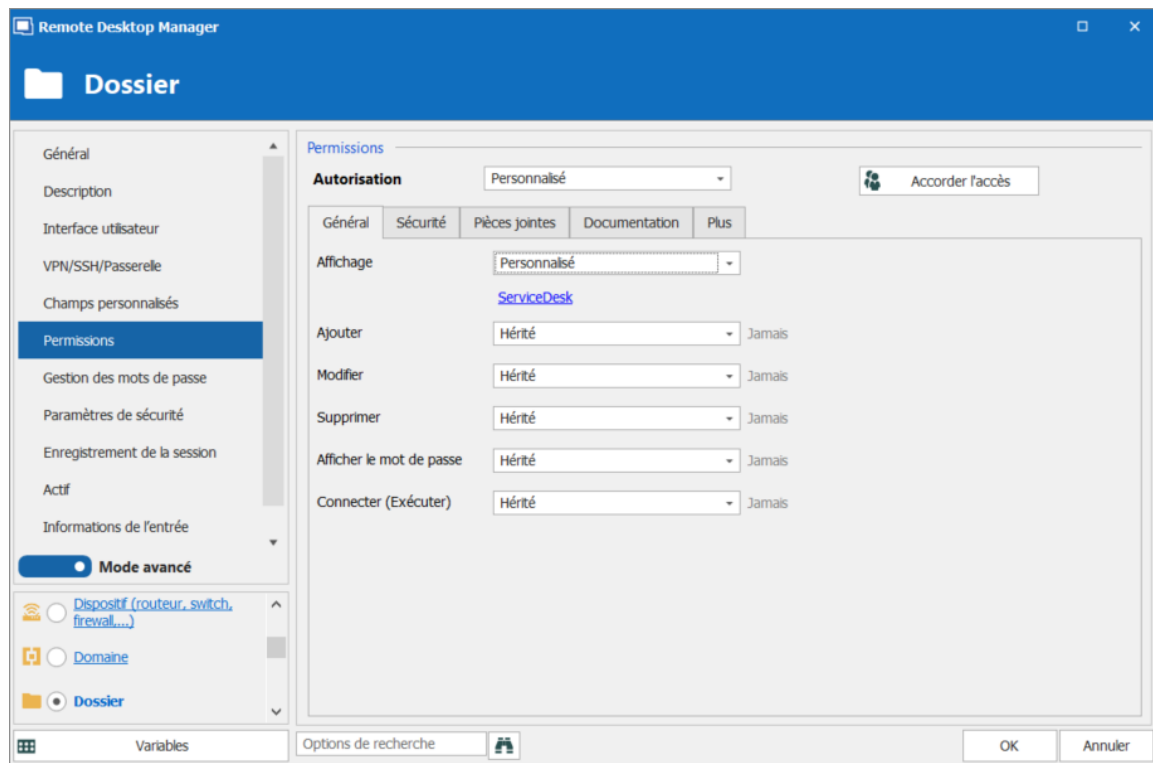 Remote Desktop Manager
Dossier
Général
Description
Interface utilisateur
VPN/SSH/Passerelle
Champs personnalisés
Permissions
Gestion des mots de passe
Paramètres de sécurité
Enregistrement de la session
Actif
Informations de l'entrée
Mode avancé
Dispositif (routeur, switch,
firewall,...)
Domaine
Dossier
Variables
Permissions
Autorisation Personnalisé Accorder l'accès
Général Sécurité Pièces jointes Documentation Plus
Affichage Personnalisé
ServiceDesk
Ajouter Hérité Jamais
Modifier Hérité Jamais
Supprimer Hérité Jamais
Afficher le mot de passe Hérité Jamais
Connecter (Exécuter) Hérité Jamais
Options de recherche OK Annuler